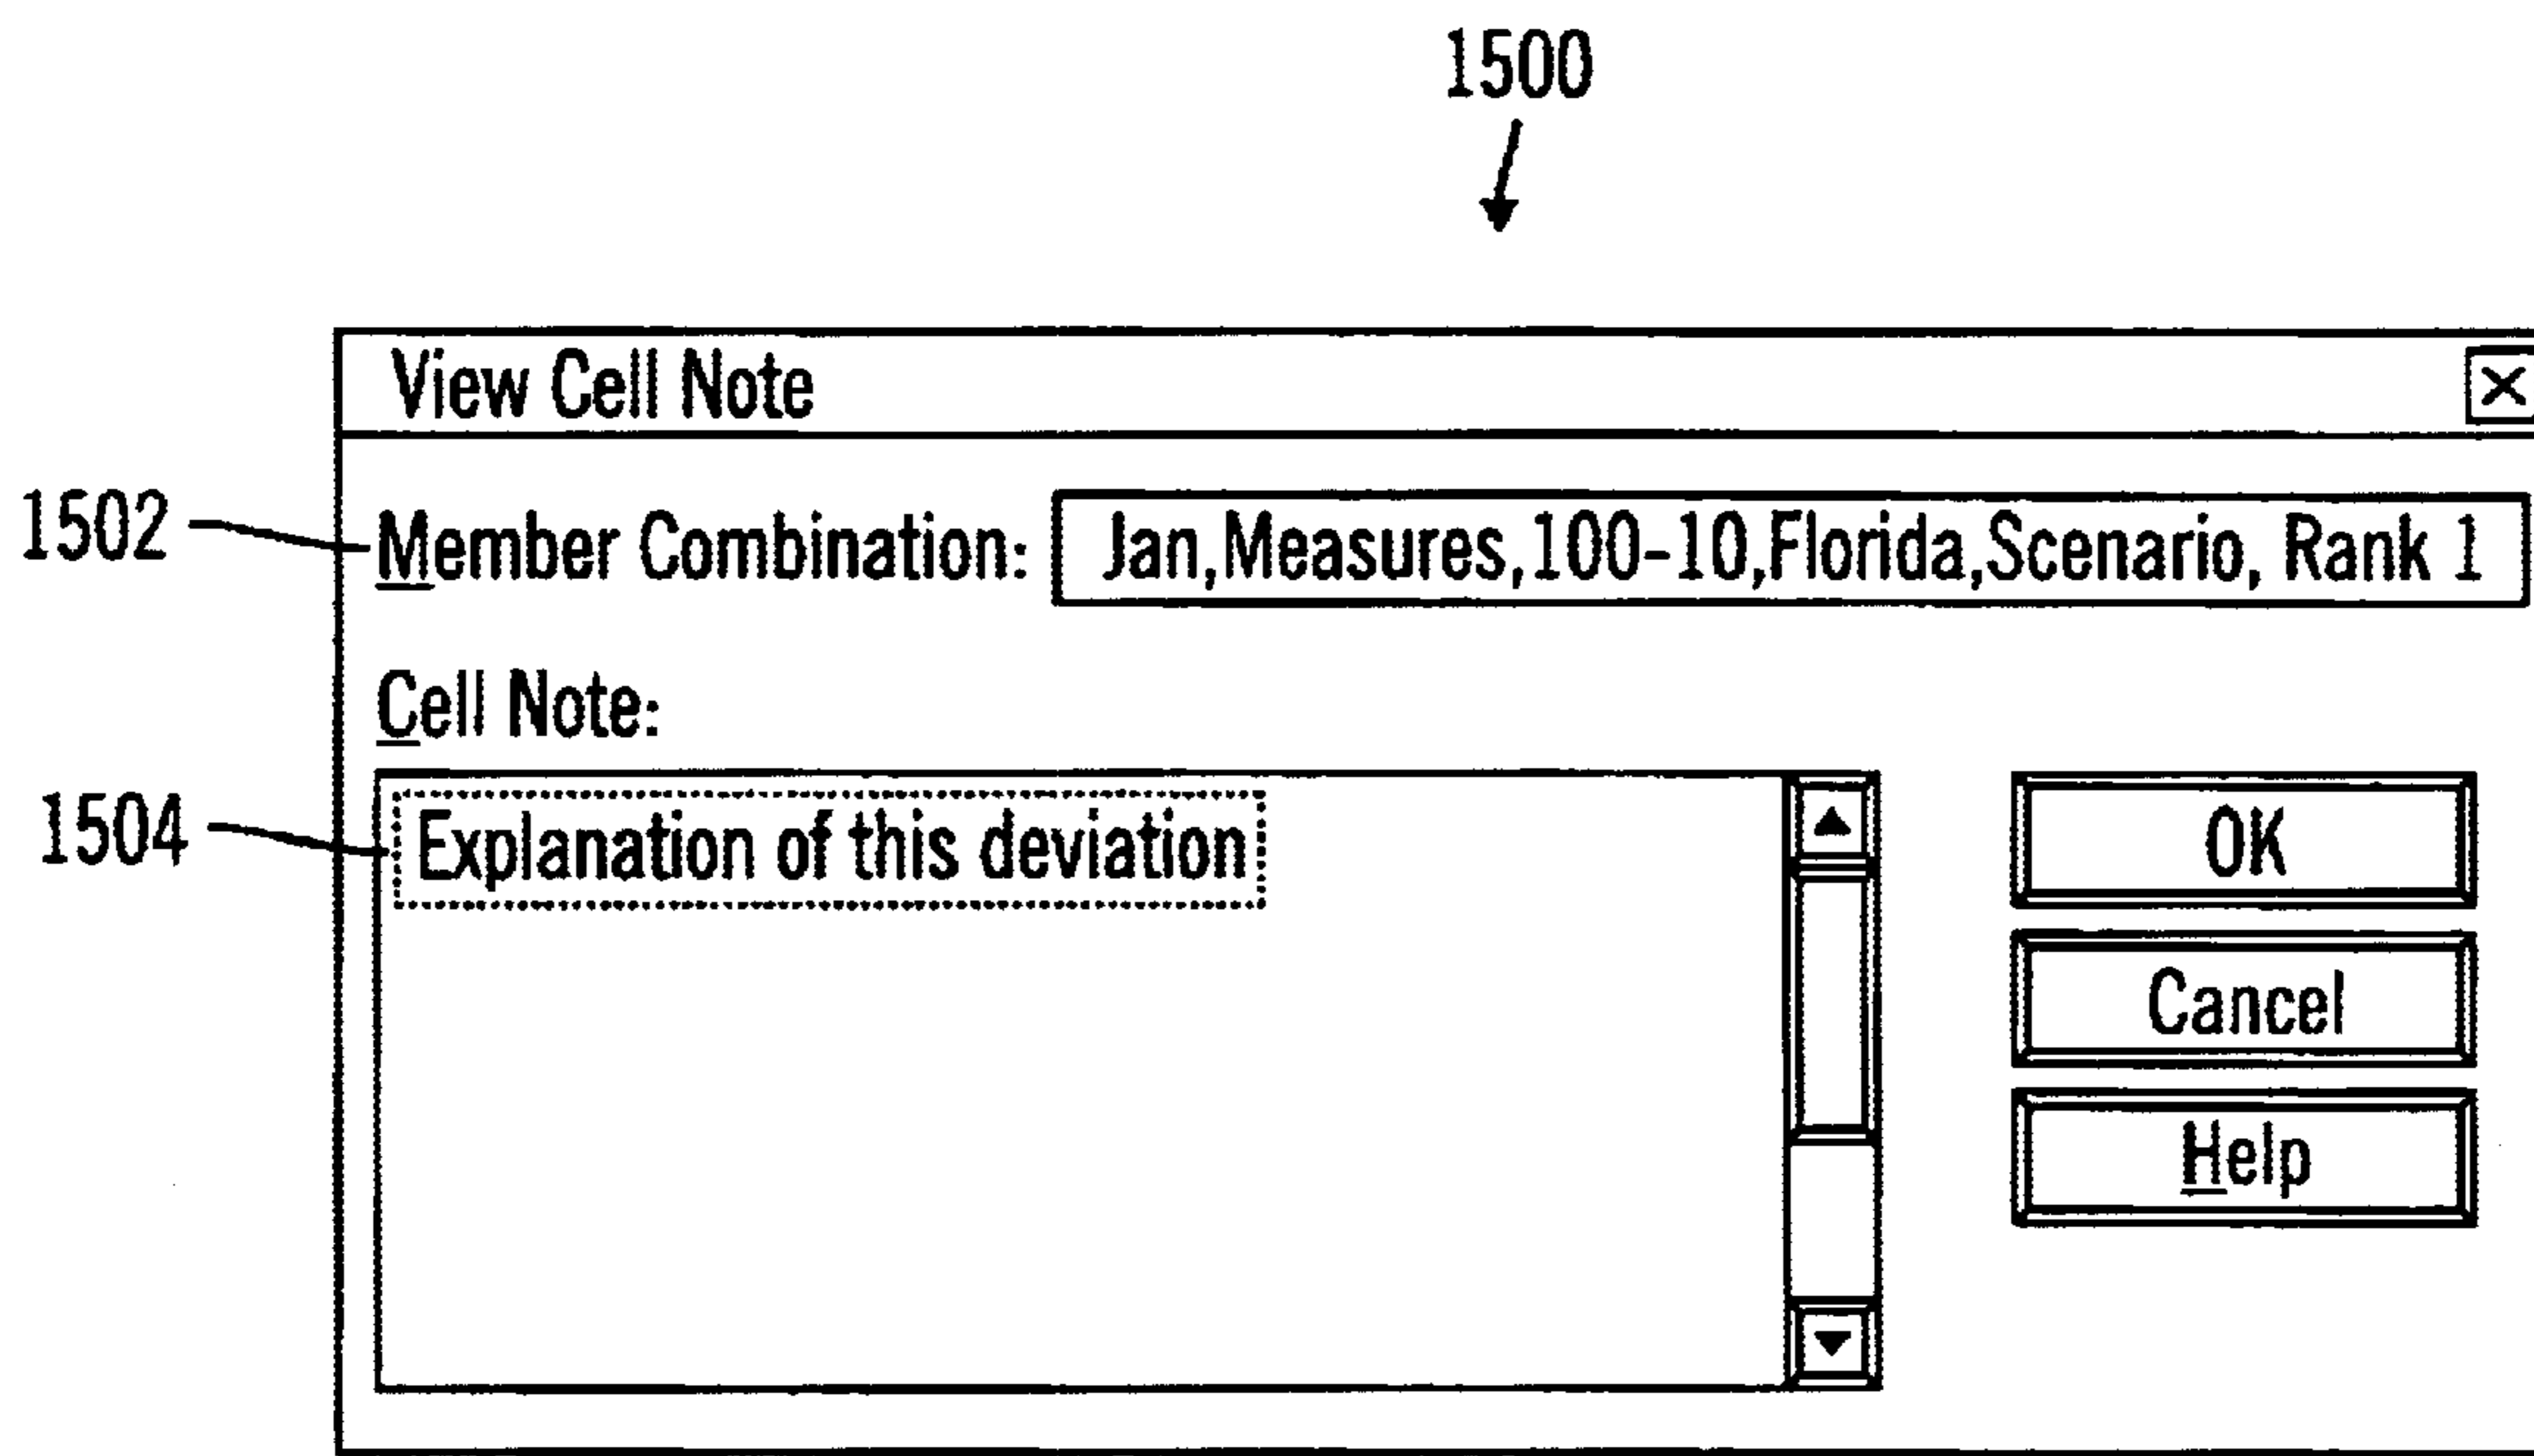 1500
View Cell Note
1502
Member Combination: Jan,Measures,100-10,Florida,Scenario, Rank 1
Cell Note:
1504
Explanation of this deviation
OK
Cancel
Help